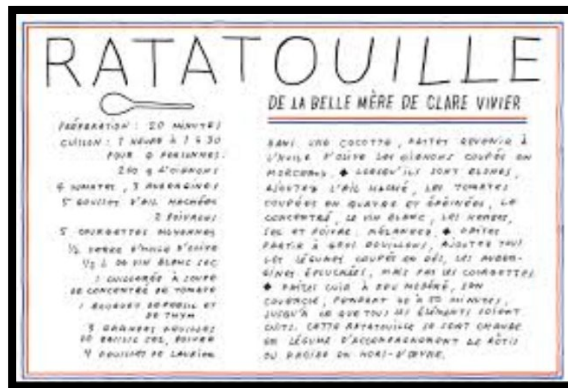 RATATOUILLE
DE LA BELLE MÈRE DE CLARE VIVIER
PRÉPARATION : 20 MINUTES
CUISSON : 1 HEURE À 1 H 30
POUR 9 PERSONNES.
D'OIGNONS
TOMATES, 3 AUBERGINES
5 GOUSSES D'AIL HACHÉES
2 POIVRONS
5 COURGETTES MOYENNES
½ VERRE D'HUILE D'OLIVE
½ L DE VIN BLANC SEC
1 CUILLERÉE À SOUPE
DE CONCENTRÉ DE TOMATE
1 BOUQUET DE PERSIL ET
DE THYM
3 GRANDES FEUILLES
DE BASILIC SEL, POIVRE
4 FEUILLES DE LAURIER
DANS UNE COCOTTE, FAITES REVENIR À
L'HUILE D'OLIVE LES OIGNONS COUPÉS EN
MORCEAUX. ◆ LORSQU'ILS SONT BLONDS,
AJOUTEZ L'AIL HACHÉ, LES TOMATES
COUPÉES EN QUATRE ET ÉPÉPINÉES, LE
CONCENTRÉ, LE VIN BLANC, LES HERBES,
SEL ET POIVRE. MÉLANGEZ. ◆ FAITES
PARTIR À GROS BOUILLONS, AJOUTEZ TOUS
LES LÉGUMES COUPÉS EN DÉS, LES AUBER-
GINES ÉPLUCHÉES, MAIS PAS LES COURGETTES
◆ FAITES CUIR À FEU MODÉRÉ, SAN
COUVERCLE, PENDANT À 50 MINUTES,
JUSQU'À CE QUE TOUS LES ÉLÉMENTS SOIENT
CUITS. CETTE RATATOUILLE SE SERT CHAUDE
EN LÉGUME D'ACCOMPAGNEMENT DE RÔTIS
OU EN HORS-D'ŒUVRE.